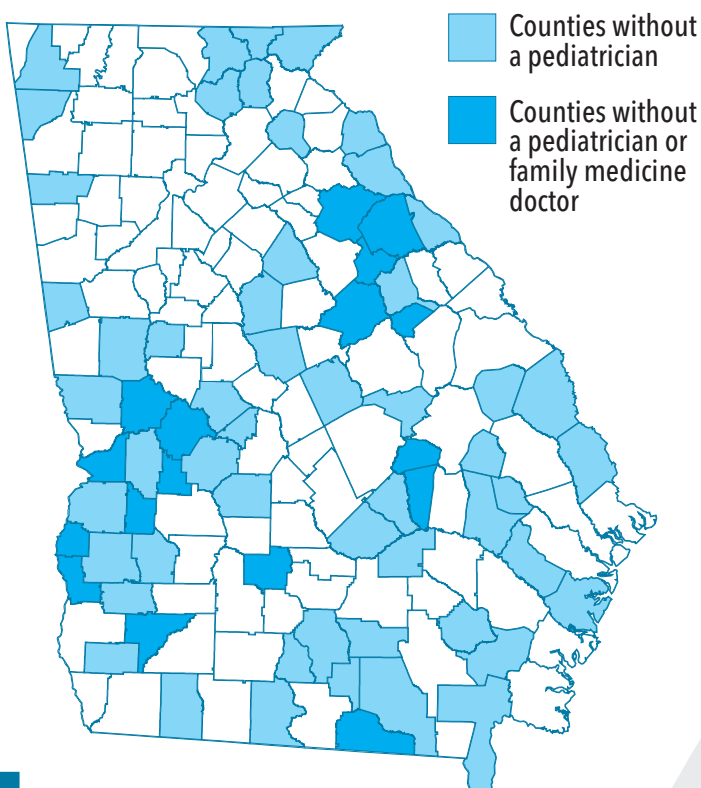 Counties without
a pediatrician
Counties without
a pediatrician or
family medicine
doctor